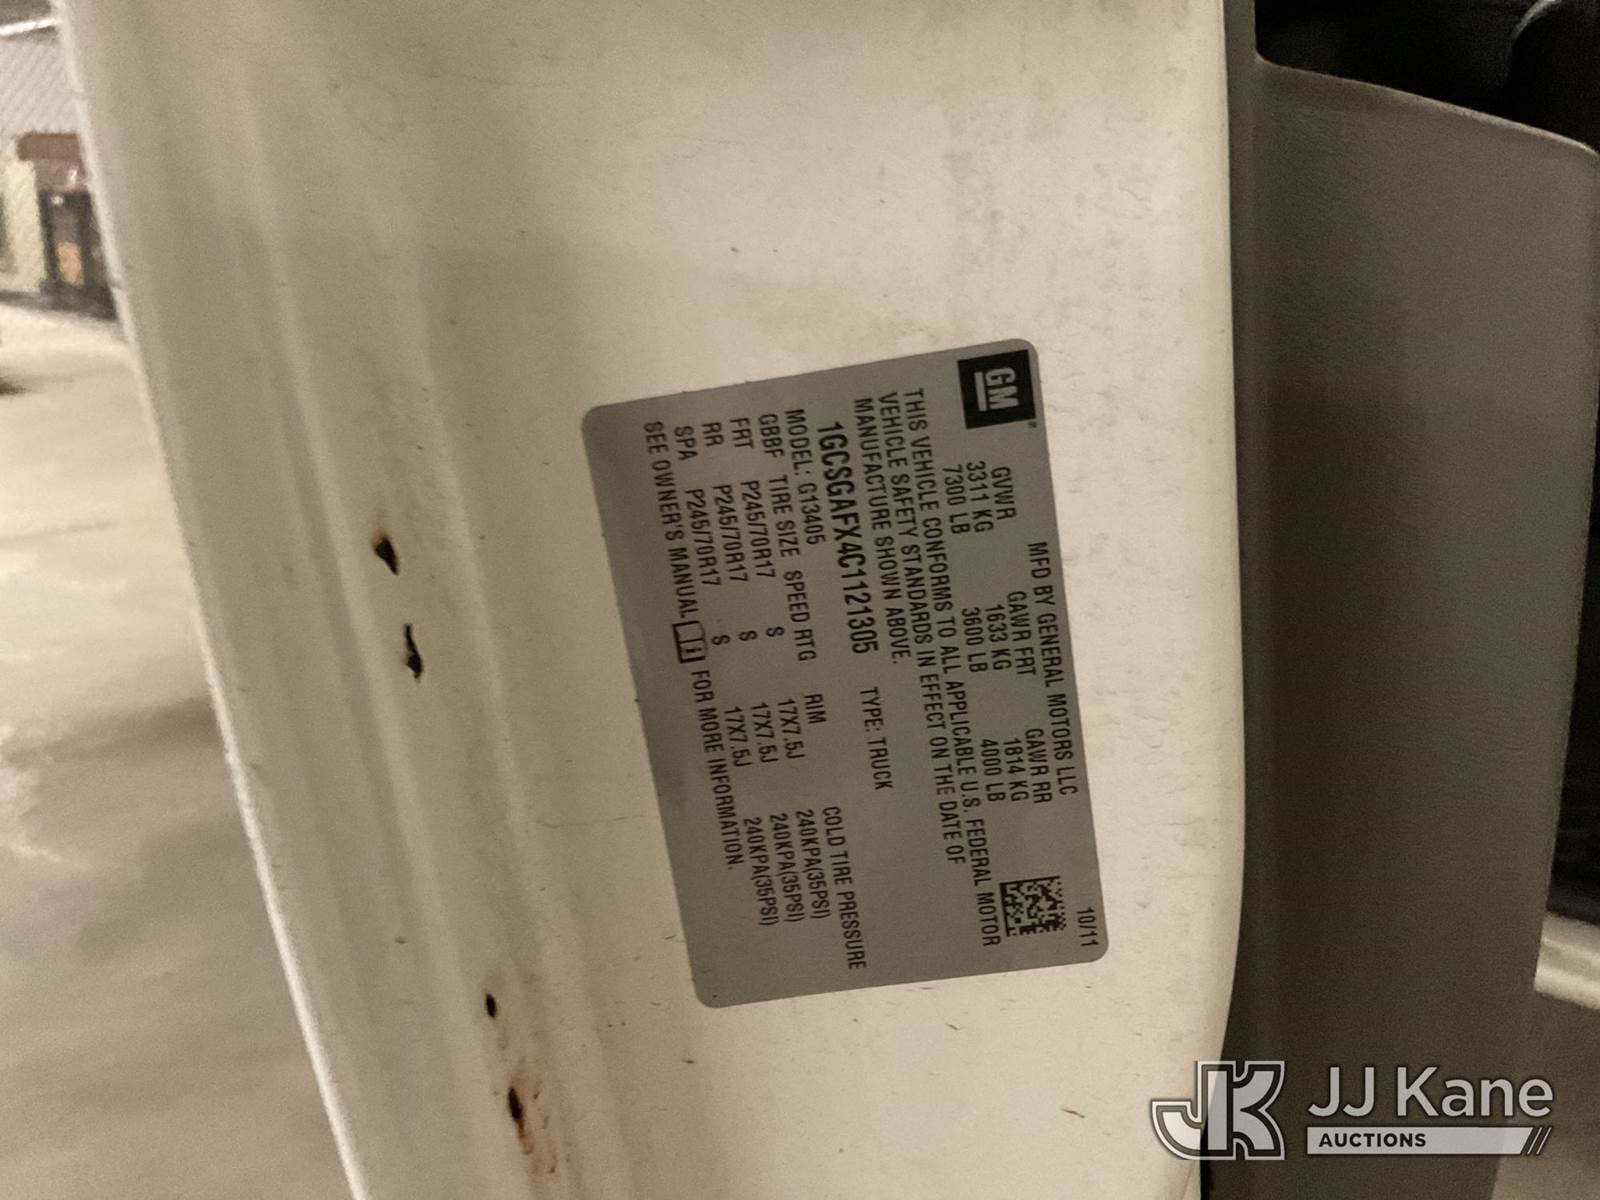 GM
MFD BY GENERAL MOTORS LLC 10/11
GVWR GAWR FRT GAWR RR
3311 KG 1633 KG 1814 KG
7300 LB 3600 LB 4000 LB
THIS VEHICLE CONFORMS TO ALL APPLICABLE U.S. FEDERAL MOTOR
VEHICLE SAFETY STANDARDS IN EFFECT ON THE DATE OF
MANUFACTURE SHOWN ABOVE.
1GCSGAFX4C1121305 TYPE: TRUCK
MODEL: G13405
GBBF TIRE SIZE SPEED RTG RIM COLD TIRE PRESSURE
FRT P245/70R17 S 17X7.5J 240KPA(35PSI)
RR P245/70R17 S 17X7.5J 240KPA(35PSI)
SPA P245/70R17 S 17X7.5J 240KPA(35PSI)
SEE OWNER'S MANUAL i FOR MORE INFORMATION.
JK JJ Kane
AUCTIONS